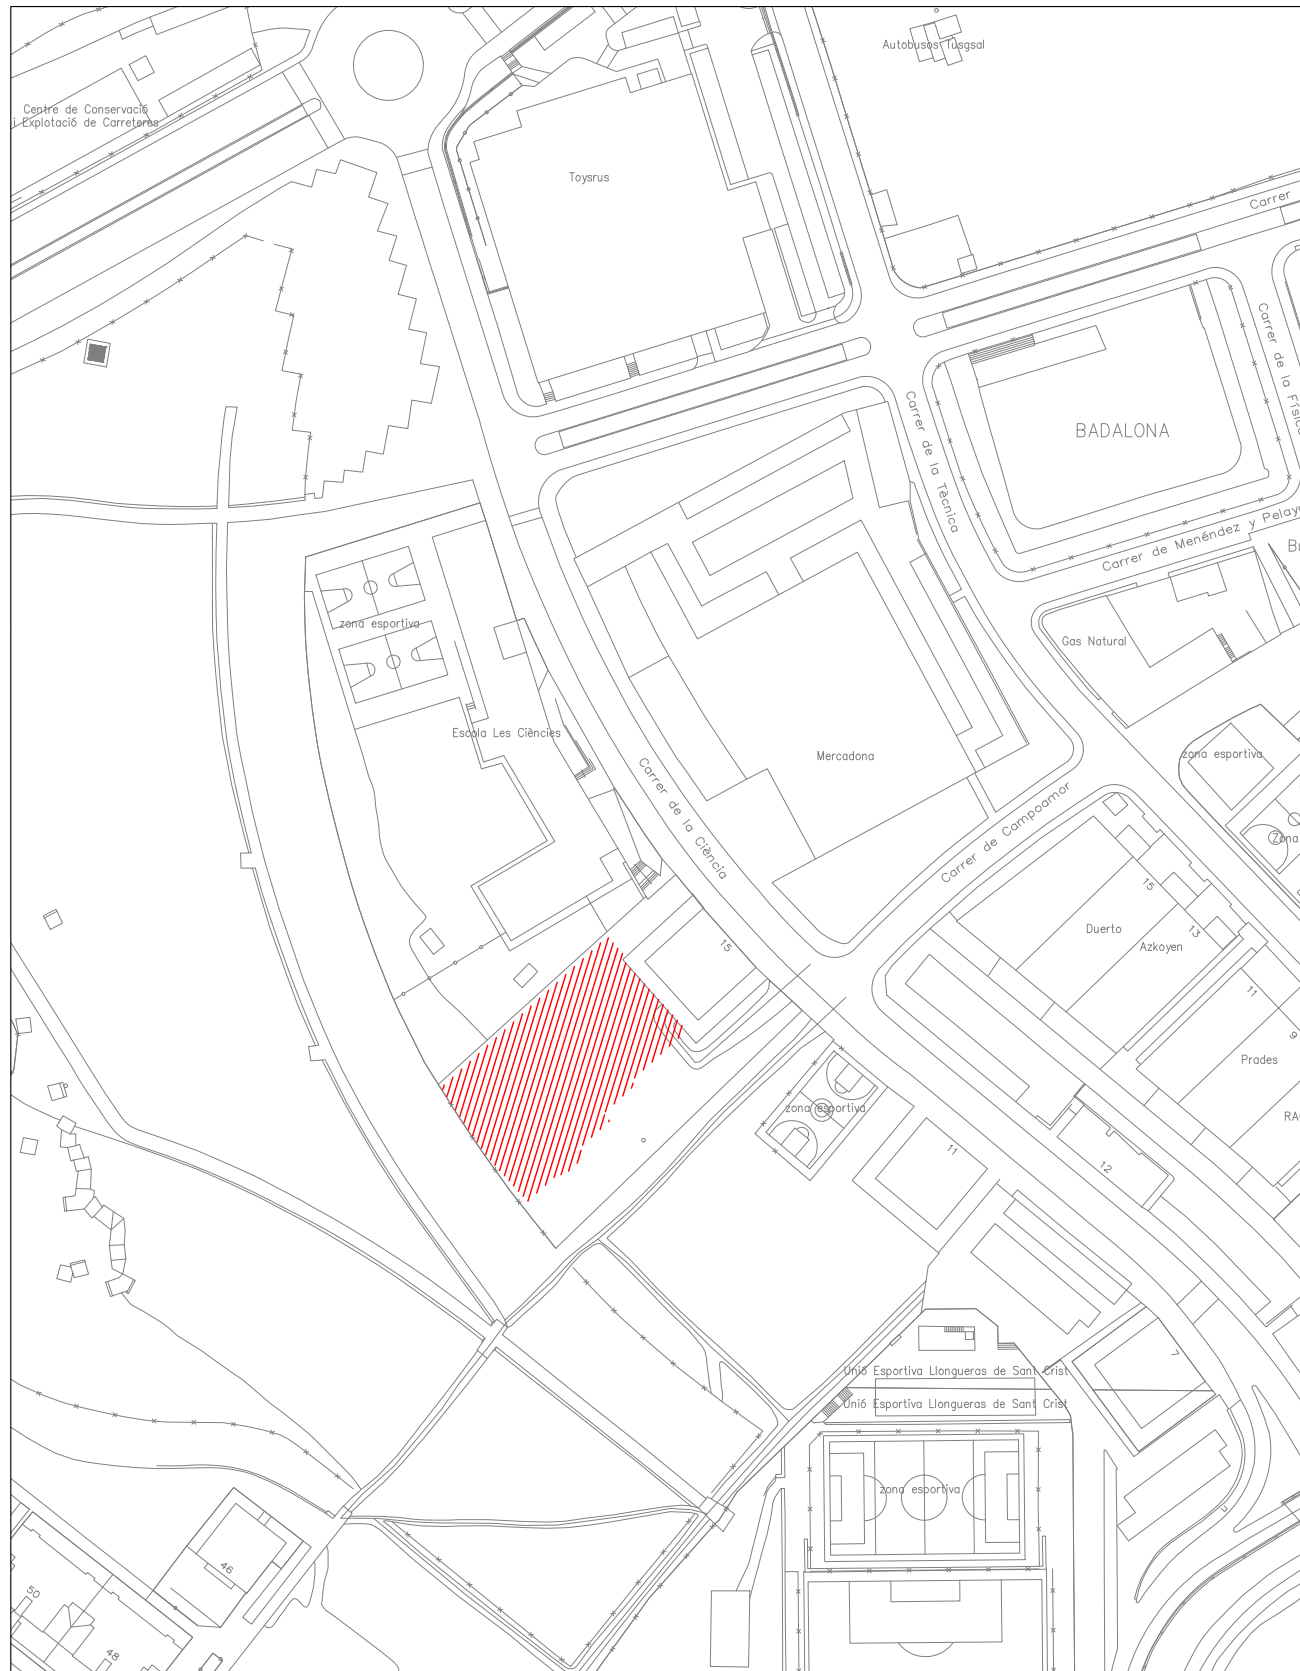 Autobusos Tusgsal
Centre de Conservació
i Explotació de Carreteres
Toysrus
Carrer
Carrer de la Física
Carrer de la Tècnica
BADALONA
Carrer de Menéndez y Pelayo
zona esportiva
Gas Natural
Escola Les Ciències
Mercadona
zona esportiva
Carrer de la Ciència
Carrer de Campoamor
Zona
15
Duerto
13
Azkoyen
15
11
9
Prades
zona esportiva
RA
11
12
7
Unió Esportiva Llongueras de Sant Crist
Unió Esportiva Llongueras de Sant Crist
zona esportiva
46
50
48